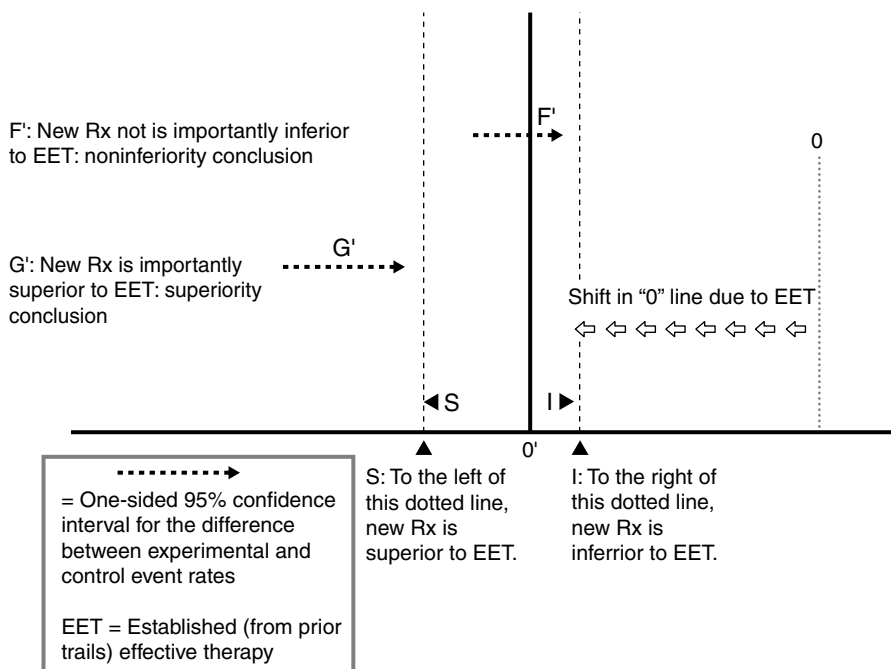 F': New Rx not is importantly inferior
to EET: noninferiority conclusion
F'
0
G': New Rx is importantly
superior to EET: superiority
conclusion
G'
Shift in “0” line due to EET
S
I
0'
S: To the left of
this dotted line,
new Rx is
superior to EET.
I: To the right of
this dotted line,
new Rx is
inferrior to EET.
= One-sided 95% confidence
interval for the difference
between experimental and
control event rates
EET = Established (from prior
trails) effective therapy